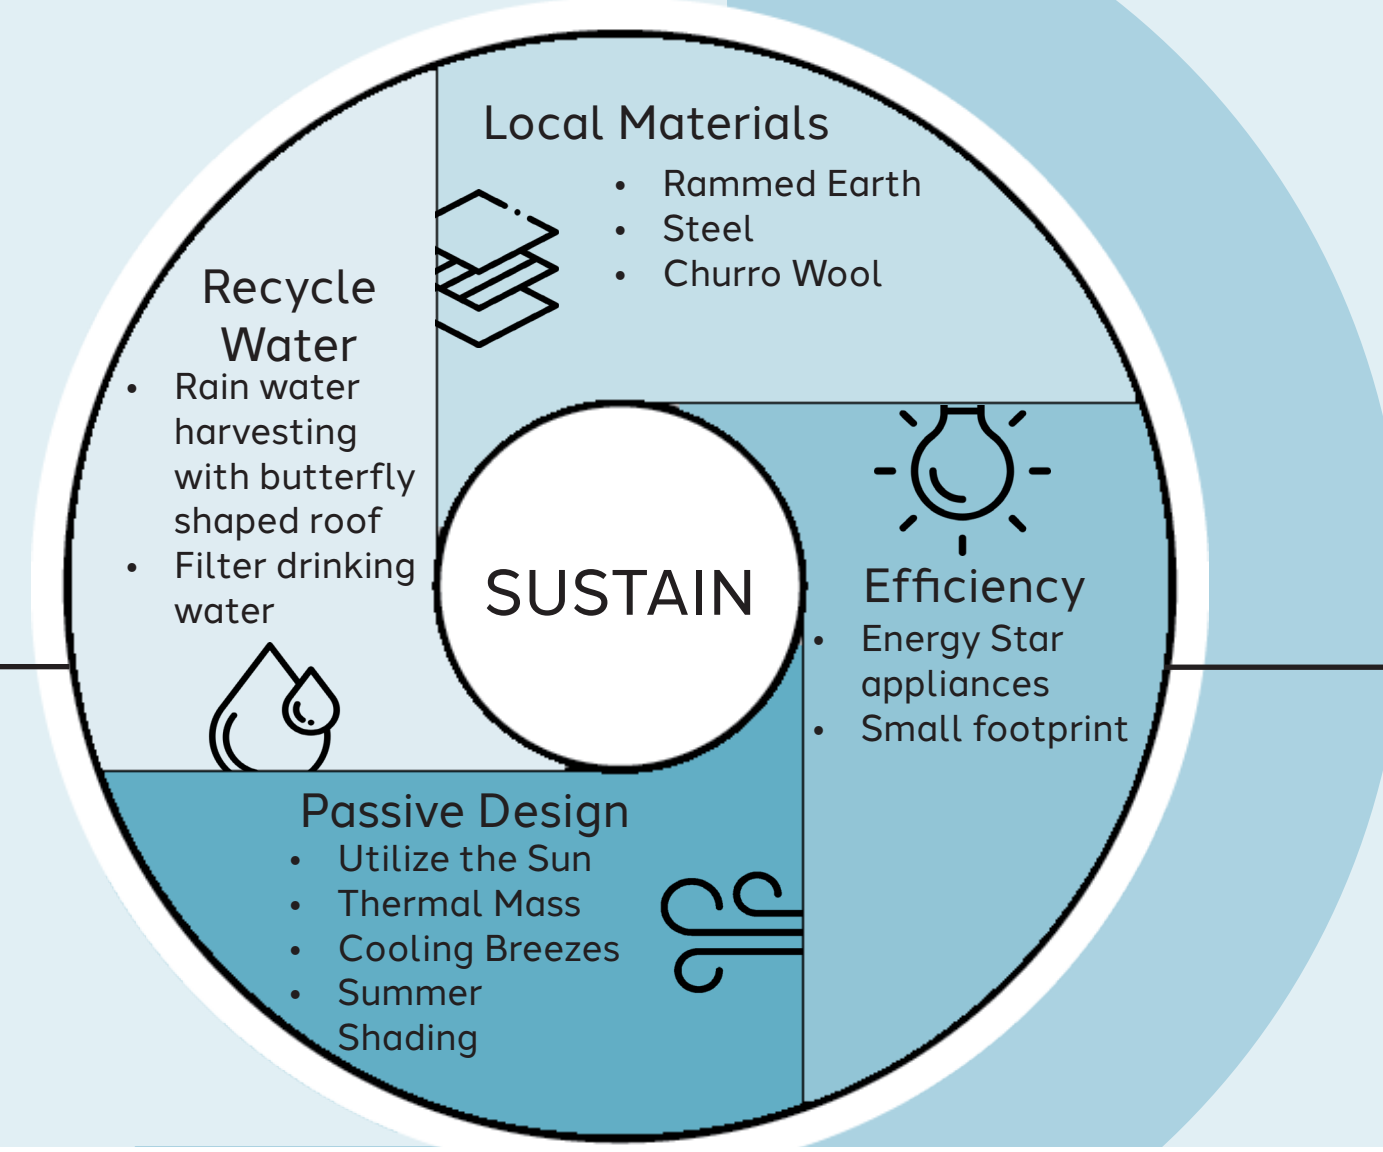 Local Materials
• Rammed Earth
• Steel
• Churro Wool
Recycle
Water
• Rain water
harvesting
with butterfly
shaped roof
• Filter drinking
water
SUSTAIN
Efficiency
• Energy Star
appliances
• Small footprint
Passive Design
• Utilize the Sun
• Thermal Mass
• Cooling Breezes
• Summer
Shading